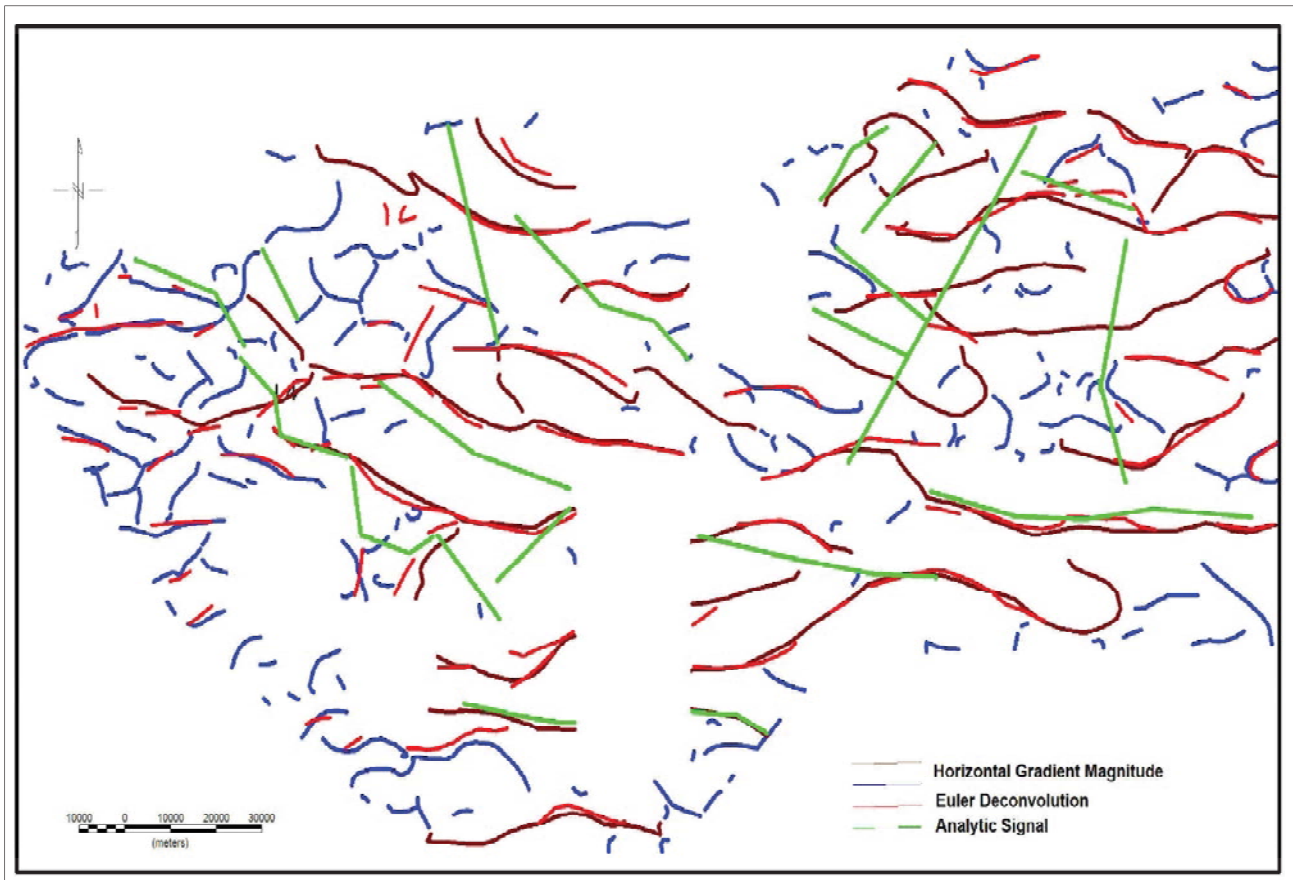 Horizontal Gradient Magnitude
Euler Deconvolution
Analytic Signal
10000 0 10000 20000 30000
(meters)